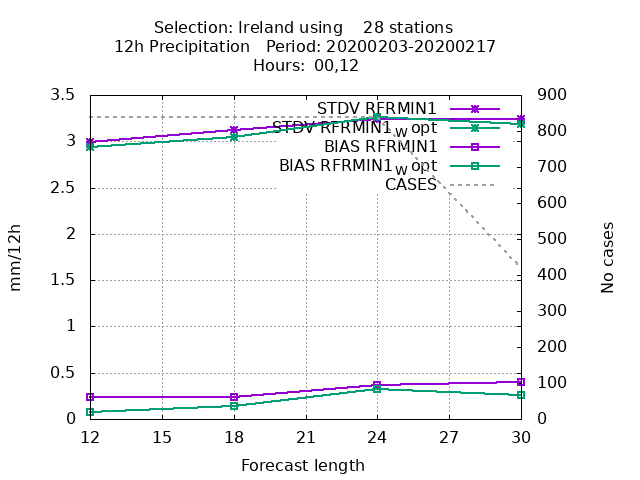 Selection: Ireland using    28 stations
12h Precipitation   Period: 20200203-20200217
Hours:  00,12
STDV RFRMIN1
STDV RFRMIN1_w opt
BIAS RFRMIN1
BIAS RFRMIN1_w opt
CASES
3.5
3
2.5
2
1.5
1
0.5
0
mm/12h
900
800
700
600
500
400
300
200
100
0
No cases
12 15 18 21 24 27 30
Forecast length